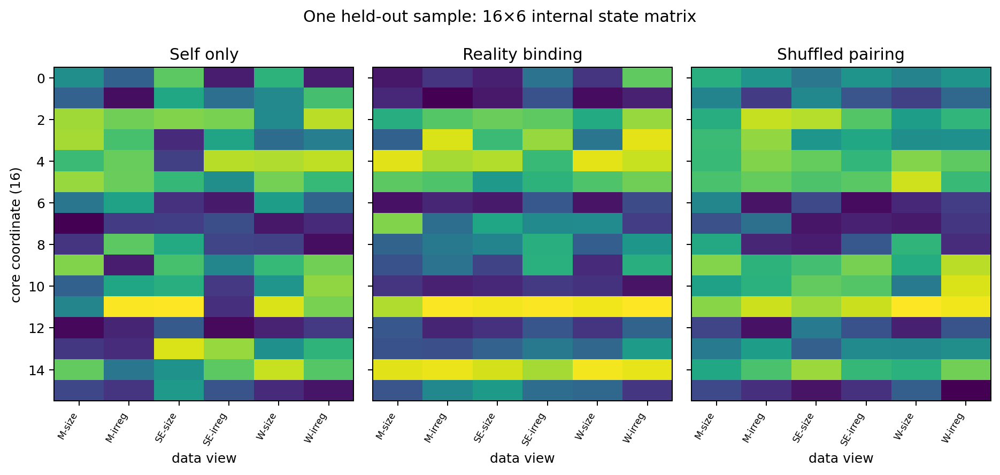 One held-out sample: 16×6 internal state matrix
Self only
Reality binding
Shuffled pairing
core coordinate (16)
0
2
4
6
8
10
12
14
M-size
M-irreg
SE-size
SE-irreg
W-size
W-irreg
M-size
M-irreg
SE-size
SE-irreg
W-size
W-irreg
M-size
M-irreg
SE-size
SE-irreg
W-size
W-irreg
data view
data view
data view